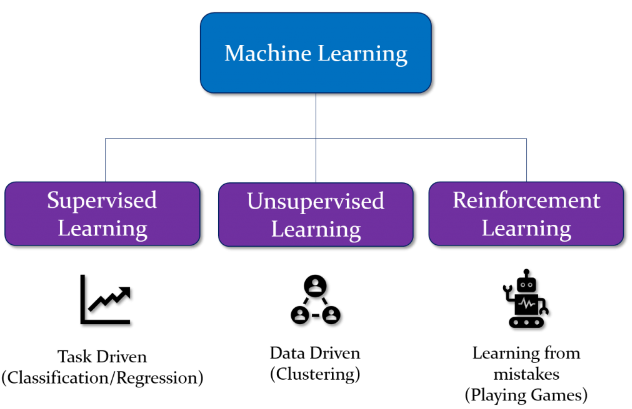 Machine Learning
Supervised
Learning
Unsupervised
Learning
Reinforcement
Learning
Task Driven
(Classification/Regression)
Data Driven
(Clustering)
Learning from
mistakes
(Playing Games)